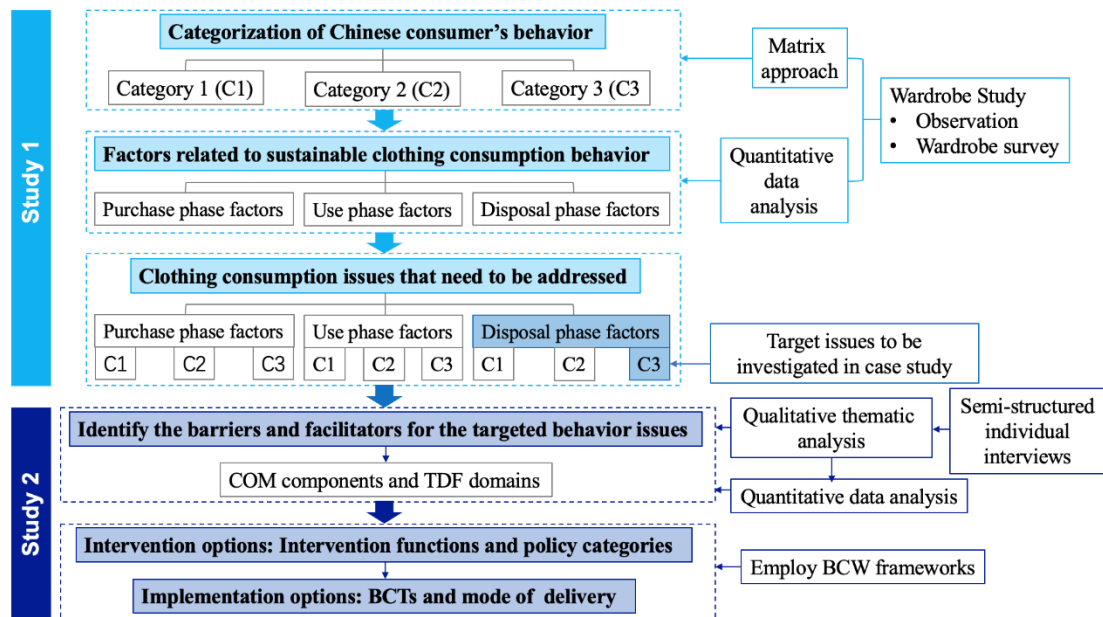 Study 1
Categorization of Chinese consumer's behavior
Category 1 (C1)
Category 2 (C2)
Category 3 (C3
Matrix
approach
Wardrobe Study
• Observation
• Wardrobe survey
Factors related to sustainable clothing consumption behavior
Purchase phase factors
Use phase factors
Disposal phase factors
Quantitative
data
analysis
Clothing consumption issues that need to be addressed
Purchase phase factors
C1
C2
C3
Use phase factors
C1
C2
C3
Disposal phase factors
C1
C2
C3
Target issues to be
investigated in case study
Study 2
Identify the barriers and facilitators for the targeted behavior issues
COM components and TDF domains
Qualitative thematic
analysis
Semi-structured
individual
interviews
Quantitative data analysis
Intervention options: Intervention functions and policy categories
Implementation options: BCTs and mode of delivery
Employ BCW frameworks